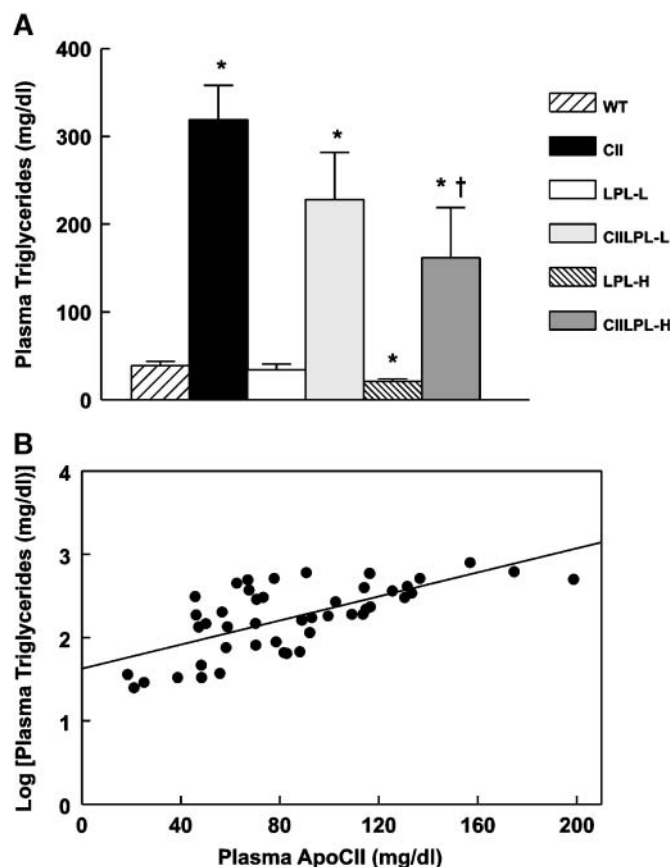 A
Plasma Triglycerides (mg/dl)
400
300
200
100
0
*
*
* †
*
WT
CII
LPL-L
CIILPL-L
LPL-H
CIILPL-H
B
Log [Plasma Triglycerides (mg/dl)]
4
3
2
1
0
0 40 80 120 160 200
Plasma ApoCII (mg/dl)